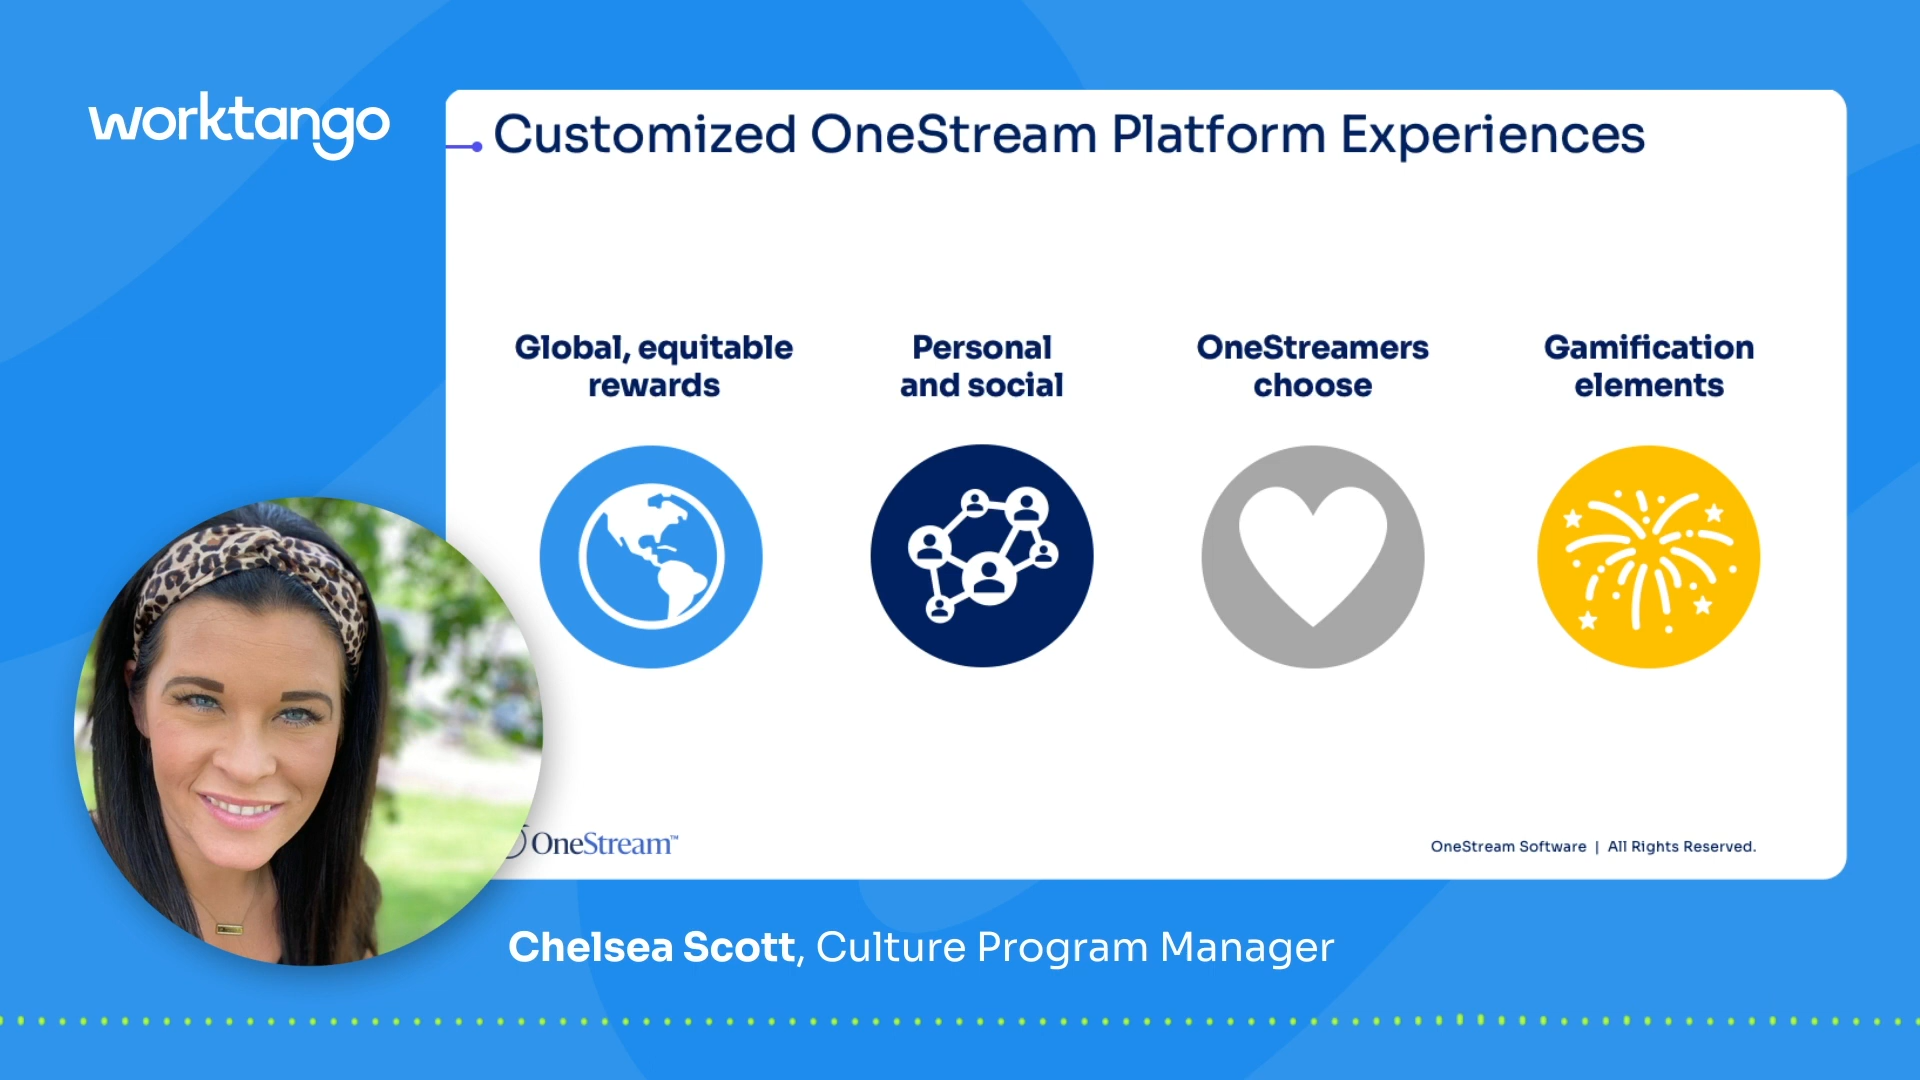 worktango
Customized OneStream Platform Experiences
Global, equitable
rewards
Personal
and social
OneStreamers
choose
Gamification
elements
OneStream™
OneStream Software | All Rights Reserved.
Chelsea Scott, Culture Program Manager